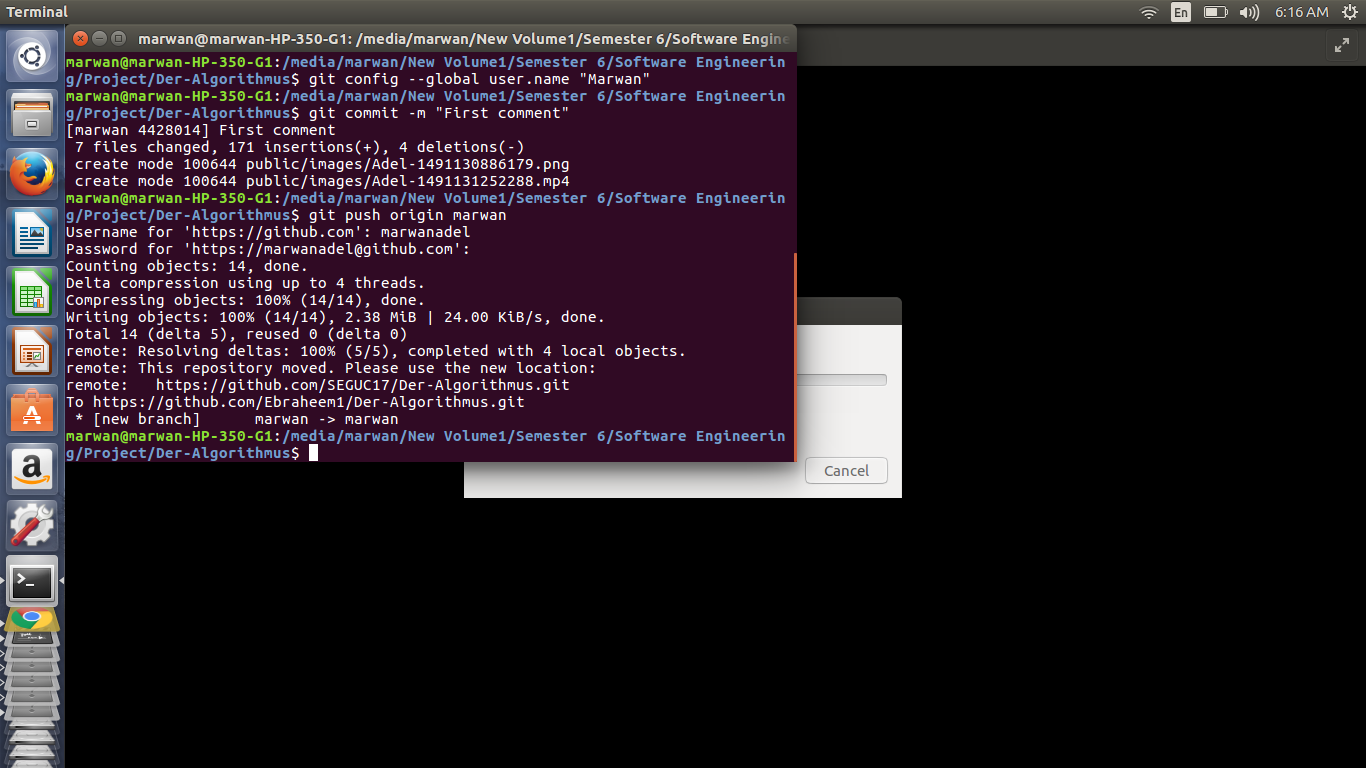 Terminal
En
6:16 AM
marwan@marwan-HP-350-G1: /media/marwan/New Volume1/Semester 6/Software Engine
marwan@marwan-HP-350-G1:/media/marwan/New Volume1/Semester 6/Software Engineerin
g/Project/Der-Algorithmus$ git config --global user.name "Marwan"
marwan@marwan-HP-350-G1:/media/marwan/New Volume1/Semester 6/Software Engineerin
g/Project/Der-Algorithmus$ git commit -m "First comment"
[marwan 4428014] First comment
 7 files changed, 171 insertions(+), 4 deletions(-)
 create mode 100644 public/images/Adel-1491130886179.png
 create mode 100644 public/images/Adel-1491131252288.mp4
marwan@marwan-HP-350-G1:/media/marwan/New Volume1/Semester 6/Software Engineerin
g/Project/Der-Algorithmus$ git push origin marwan
Username for 'https://github.com': marwanadel
Password for 'https://marwanadel@github.com':
Counting objects: 14, done.
Delta compression using up to 4 threads.
Compressing objects: 100% (14/14), done.
Writing objects: 100% (14/14), 2.38 MiB | 24.00 KiB/s, done.
Total 14 (delta 5), reused 0 (delta 0)
remote: Resolving deltas: 100% (5/5), completed with 4 local objects.
remote: This repository moved. Please use the new location:
remote:   https://github.com/SEGUC17/Der-Algorithmus.git
To https://github.com/Ebraheem1/Der-Algorithmus.git
 * [new branch]      marwan -> marwan
marwan@marwan-HP-350-G1:/media/marwan/New Volume1/Semester 6/Software Engineerin
g/Project/Der-Algorithmus$
Cancel